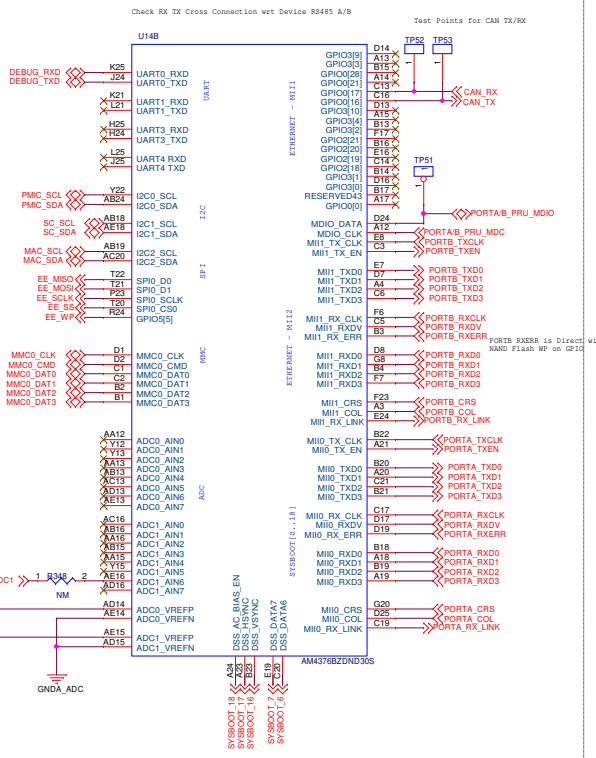 Check RX TX Cross Connection wrt Device RS485 A/B
Test Points for CAN TX/RX
U14B
TP52 TP53
1 1
UART
DEBUG_RXD K25 UART0_RXD
DEBUG_TXD J24 UART0_TXD
K21 UART1_RXD
L21 UART1_TXD
H25 UART3_RXD
H24 UART3_TXD
L25 UART4 RXD
J25 UART4 TXD
I2C
PMIC_SCL Y22 I2C0_SCL
PMIC_SDA AB24 I2C0_SDA
SC_SCL AB18 I2C1_SCL
SC_SDA AE18 I2C1_SDA
MAC_SCL AB19 I2C2_SCL
MAC_SDA AC20 I2C2_SDA
SPI
EE_MISO T22 SPI0_D0
EE_MOSI T21 SPI0_D1
EE_SCLK P23 SPI0_SCLK
EE_SS T20 SPI0_CS0
EE_WP R24 GPIO5[5]
MMC
MMC0_CLK D1 MMC0_CLK
MMC0_CMD D2 MMC0_CMD
MMC0_DAT0 C1 MMC0_DAT0
MMC0_DAT1 C2 MMC0_DAT1
MMC0_DAT2 B2 MMC0_DAT2
MMC0_DAT3 B1 MMC0_DAT3
ADC
AA12 ADC0_AIN0
Y12 ADC0_AIN1
Y13 ADC0_AIN2
AA13 ADC0_AIN3
AB13 ADC0_AIN4
AC13 ADC0_AIN5
AD13 ADC0_AIN6
AE13 ADC0_AIN7
AC16 ADC1_AIN0
AB16 ADC1_AIN1
AA16 ADC1_AIN2
AB15 ADC1_AIN3
AA15 ADC1_AIN4
Y15 ADC1_AIN5
DC1 1 R348 2 AE16 ADC1_AIN6
NM
AD16 ADC1_AIN7
AD14 ADC0_VREFP
AE14 ADC0_VREFN
AE15 ADC1_VREFP
AD15 ADC1_VREFN
GNDA_ADC
ETHERNET - MII1
GPIO3[9] D14
GPIO3[3] A13
GPIO0[28] B15
GPIO0[21] A14
GPIO0[17] C13 CAN_RX
GPIO0[16] C16 CAN_TX
GPIO3[10] D13
GPIO3[4] A15
GPIO3[2] B13
GPIO2[21] F17
GPIO2[20] B16
GPIO2[19] E16
GPIO2[18] C14
GPIO3[1] B14
GPIO3[0] D16
RESERVED43 B17
GPIO0[0] A17
TP51
1
MDIO_DATA D24 PORTA/B_PRU_MDIO
MDIO_CLK A12 PORTA/B_PRU_MDC
MII1_TX_CLK E8 PORTB_TXCLK
MII1_TX_EN C3 PORTB_TXEN
MII1_TXD0 E7 PORTB_TXD0
MII1_TXD1 D7 PORTB_TXD1
MII1_TXD2 A4 PORTB_TXD2
MII1_TXD3 C6 PORTB_TXD3
ETHERNET - MII2
MII1_RX_CLK F6 PORTB_RXCLK
MII1_RXDV C5 PORTB_RXDV
MII1_RX_ERR B3 PORTB_RXERR
PORTB RXERR is Direct wi
NAND Flash WP on GPIO
MII1_RXD0 D8 PORTB_RXD0
MII1_RXD1 G8 PORTB_RXD1
MII1_RXD2 B4 PORTB_RXD2
MII1_RXD3 F7 PORTB_RXD3
MII1_CRS F23 PORTB_CRS
MII1_COL A3 PORTB_COL
MII1_RX_LINK E24 PORTB_RX_LINK
MII0_TX_CLK B22 PORTA_TXCLK
MII0_TX_EN A21 PORTA_TXEN
MII0_TXD0 B20 PORTA_TXD0
MII0_TXD1 A20 PORTA_TXD1
MII0_TXD2 C21 PORTA_TXD2
MII0_TXD3 B21 PORTA_TXD3
SYSBOOT[0..18]
MII0_RX_CLK C17 PORTA_RXCLK
MII0_RXDV D17 PORTA_RXDV
MII0_RX_ERR D19 PORTA_RXERR
MII0_RXD0 B18 PORTA_RXD0
MII0_RXD1 A18 PORTA_RXD1
MII0_RXD2 B19 PORTA_RXD2
MII0_RXD3 A19 PORTA_RXD3
MII0_CRS G20 PORTA_CRS
MII0_COL D25 PORTA_COL
MII0_RX_LINK C19 PORTA_RX_LINK
DSS_AC_BIAS_EN A24 SYSBOOT_18
DSS_HSYNC A23 SYSBOOT_17
DSS_VSYNC B23 SYSBOOT_16
DSS_DATA7 E19 SYSBOOT_7
DSS_DATA6 C20 SYSBOOT_6
AM4376BZDND30S